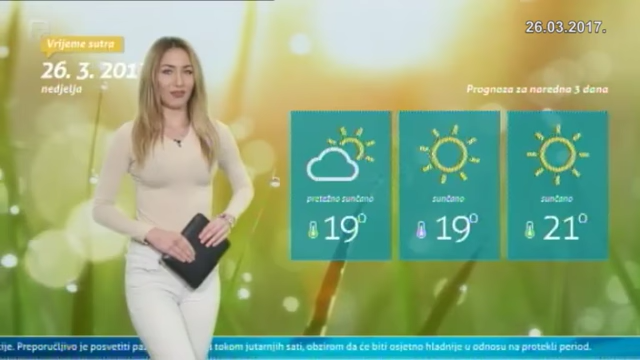 26.03.2017.
Vrijeme sutra
26. 3. 201
nedjelja
Prognoza za naredna 3 dana
pretežno sunčano
sunčano
sunčano
19°
19°
21°
ije. Preporučljivo je posvetiti tokom jutarnjih sati, obzirom da će biti osjetno hladnije u odnosu na protekli period.